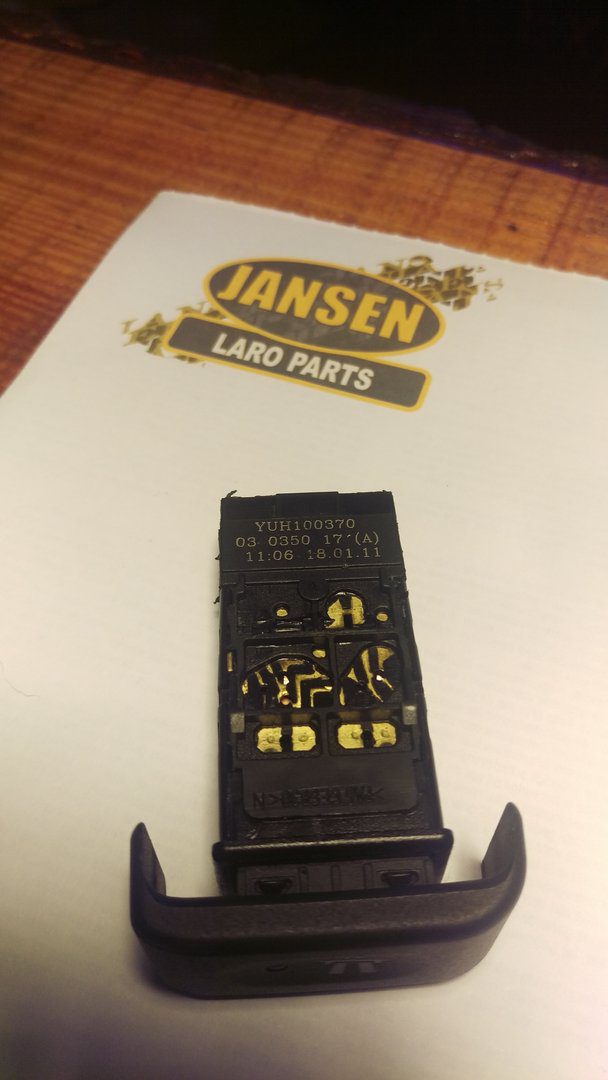 JANSEN
LARO PARTS
YUH100370
03 0350 17 (A)
11:06 18.01.11